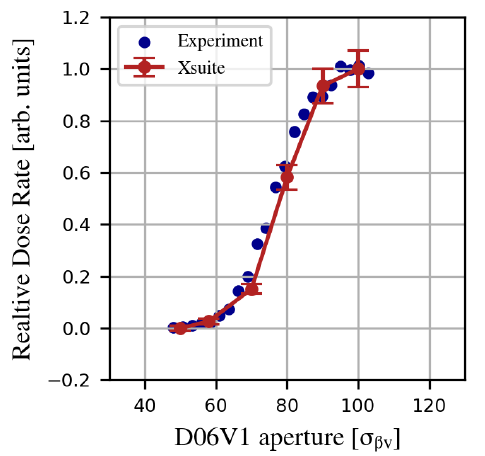 1.2
1.0
0.8
0.6
0.4
0.2
0.0
−0.2
Realtive Dose Rate [arb. units]
Experiment
Xsuite
40 60 80 100 120
D06V1 aperture [σβv]